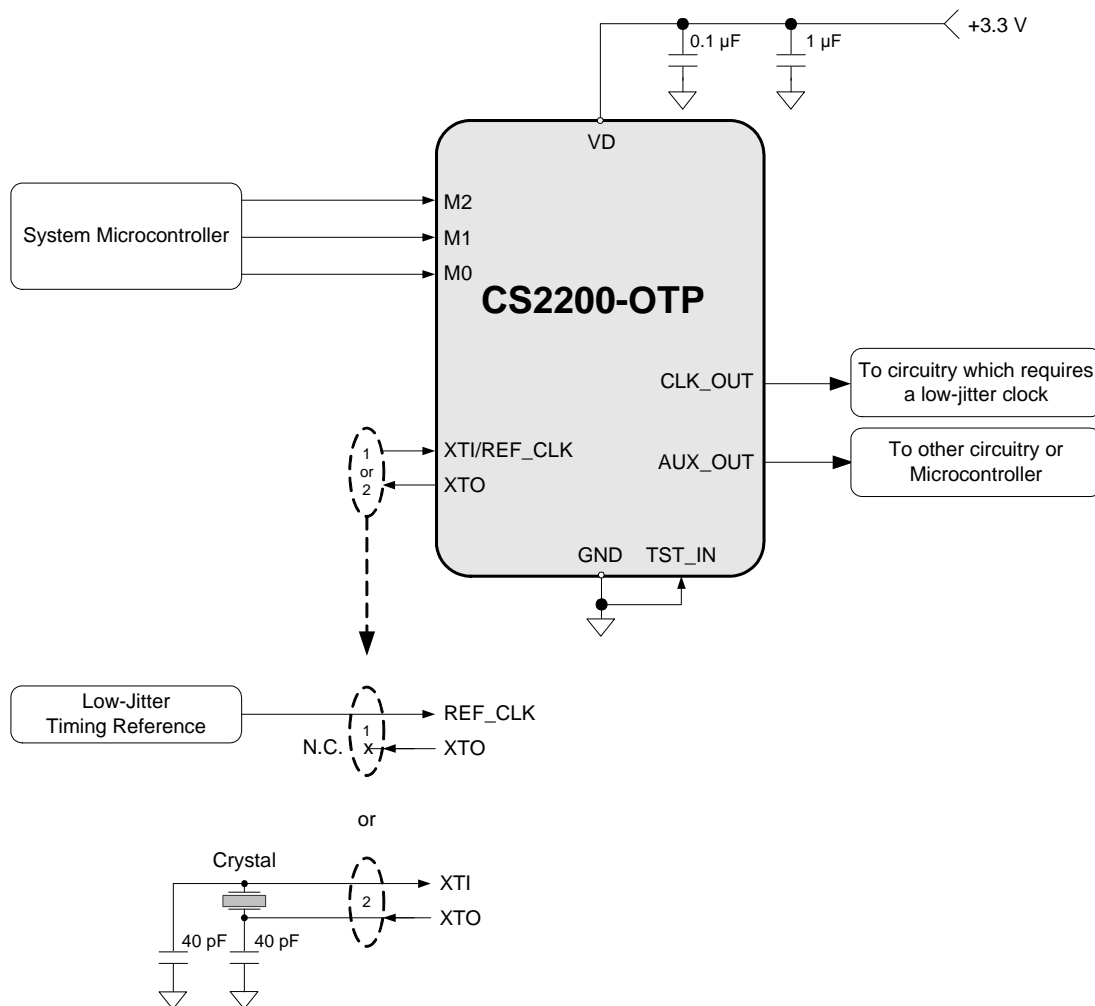 +3.3 V
0.1 µF
1 µF
VD
System Microcontroller
M2
M1
M0
CS2200-OTP
CLK_OUT
To circuitry which requires
a low-jitter clock
XTI/REF_CLK
XTO
1
or
2
AUX_OUT
To other circuitry or
Microcontroller
GND
TST_IN
Low-Jitter
Timing Reference
1
REF_CLK
N.C.
x
XTO
or
Crystal
2
XTI
XTO
40 pF
40 pF